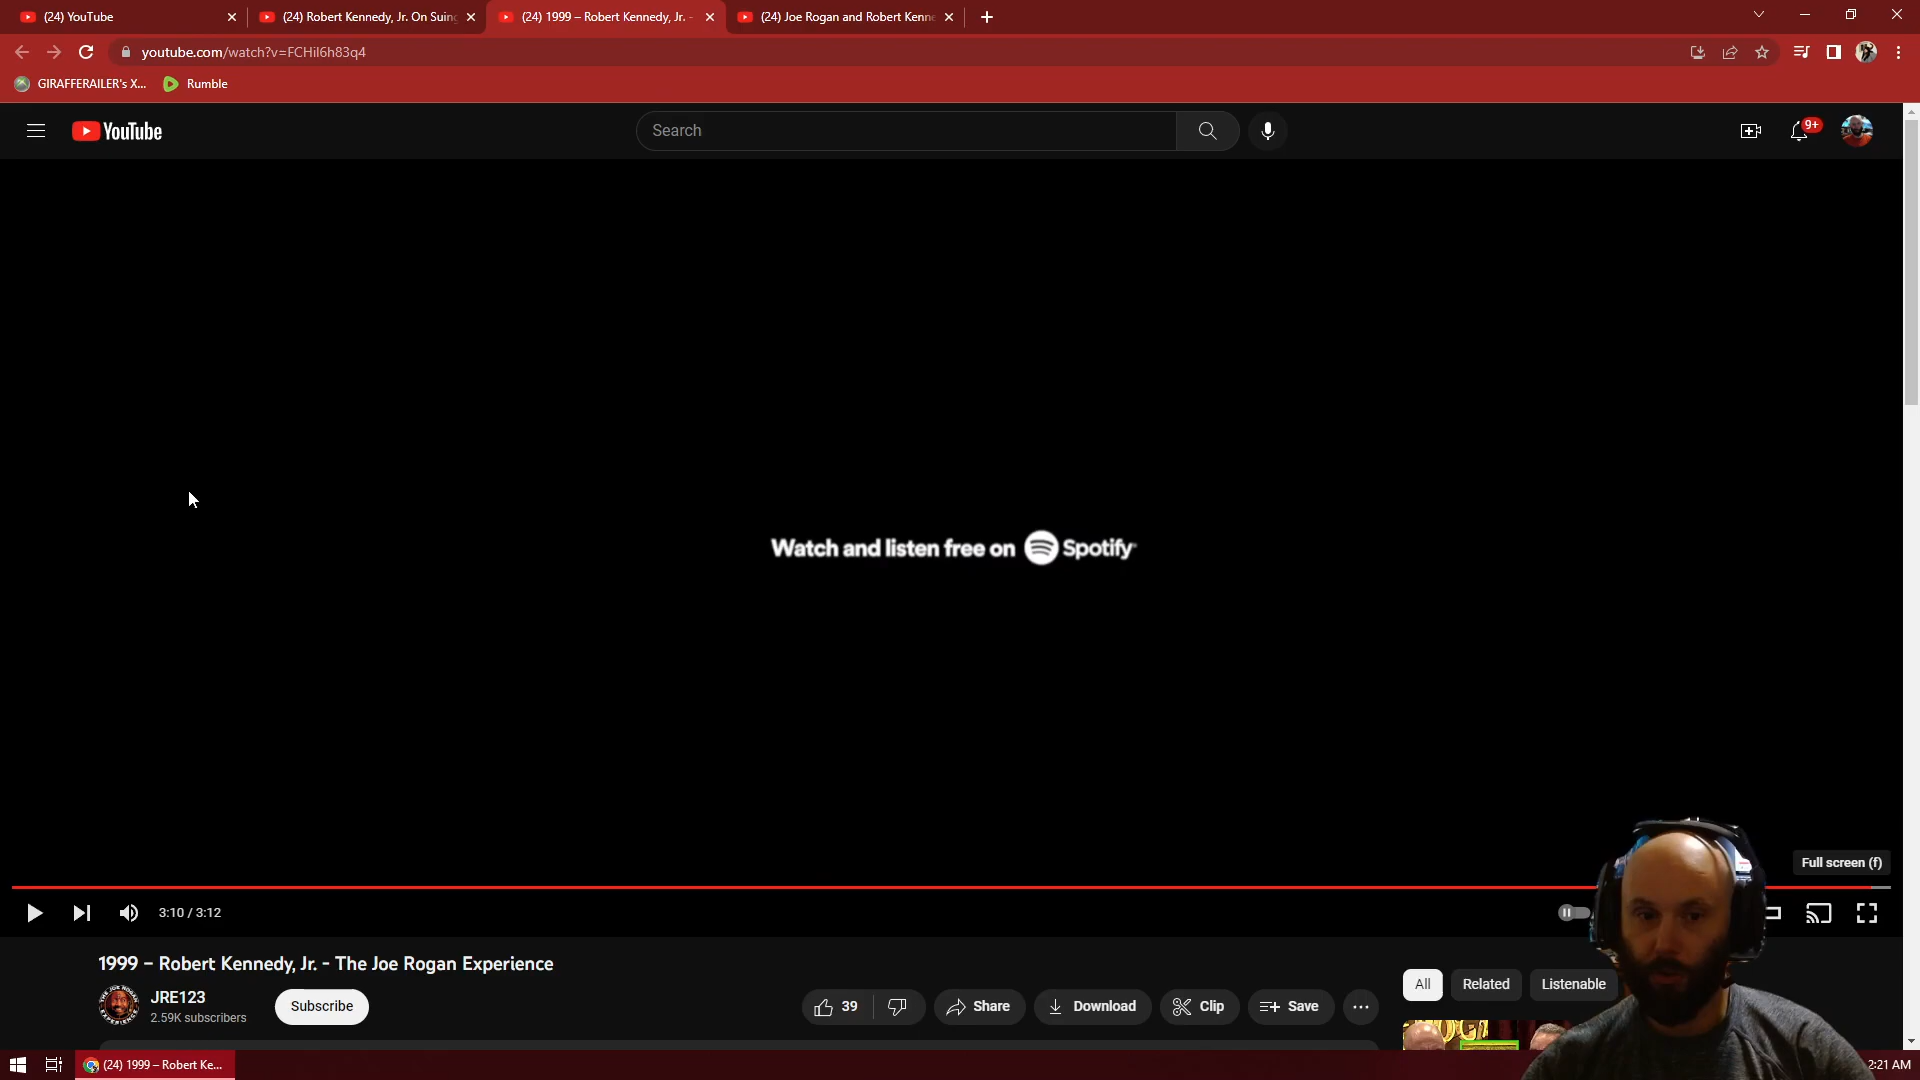 (24) YouTube
(24) Robert Kennedy, Jr. On Suing
(24) 1999 – Robert Kennedy, Jr. -
(24) Joe Rogan and Robert Kenne
youtube.com/watch?v=FCHil6h83q4
GIRAFFERAILER's X...
Rumble
YouTube
Search
9+
Watch and listen free on Spotify
Full screen (f)
3:10 / 3:12
1999 – Robert Kennedy, Jr. - The Joe Rogan Experience
JRE123
2.59K subscribers
Subscribe
39
Share
Download
Clip
Save
All
Related
Listenable
(24) 1999 – Robert Ke...
2:21 AM